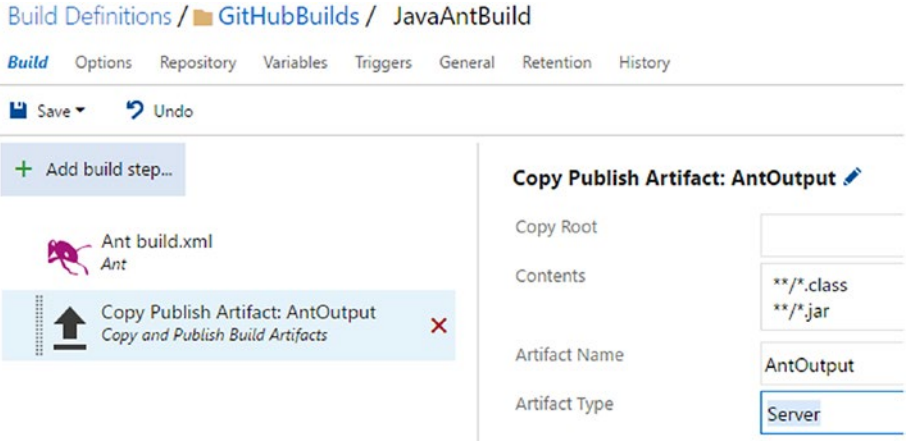 Build Definitions / GitHubBuilds / JavaAntBuild
Build Options Repository Variables Triggers General Retention History
Save Undo
+ Add build step...
Ant build.xml
Ant
Copy Publish Artifact: AntOutput
Copy and Publish Build Artifacts
Copy Publish Artifact: AntOutput
Copy Root
Contents
**/*.class
**/*.jar
Artifact Name
AntOutput
Artifact Type
Server